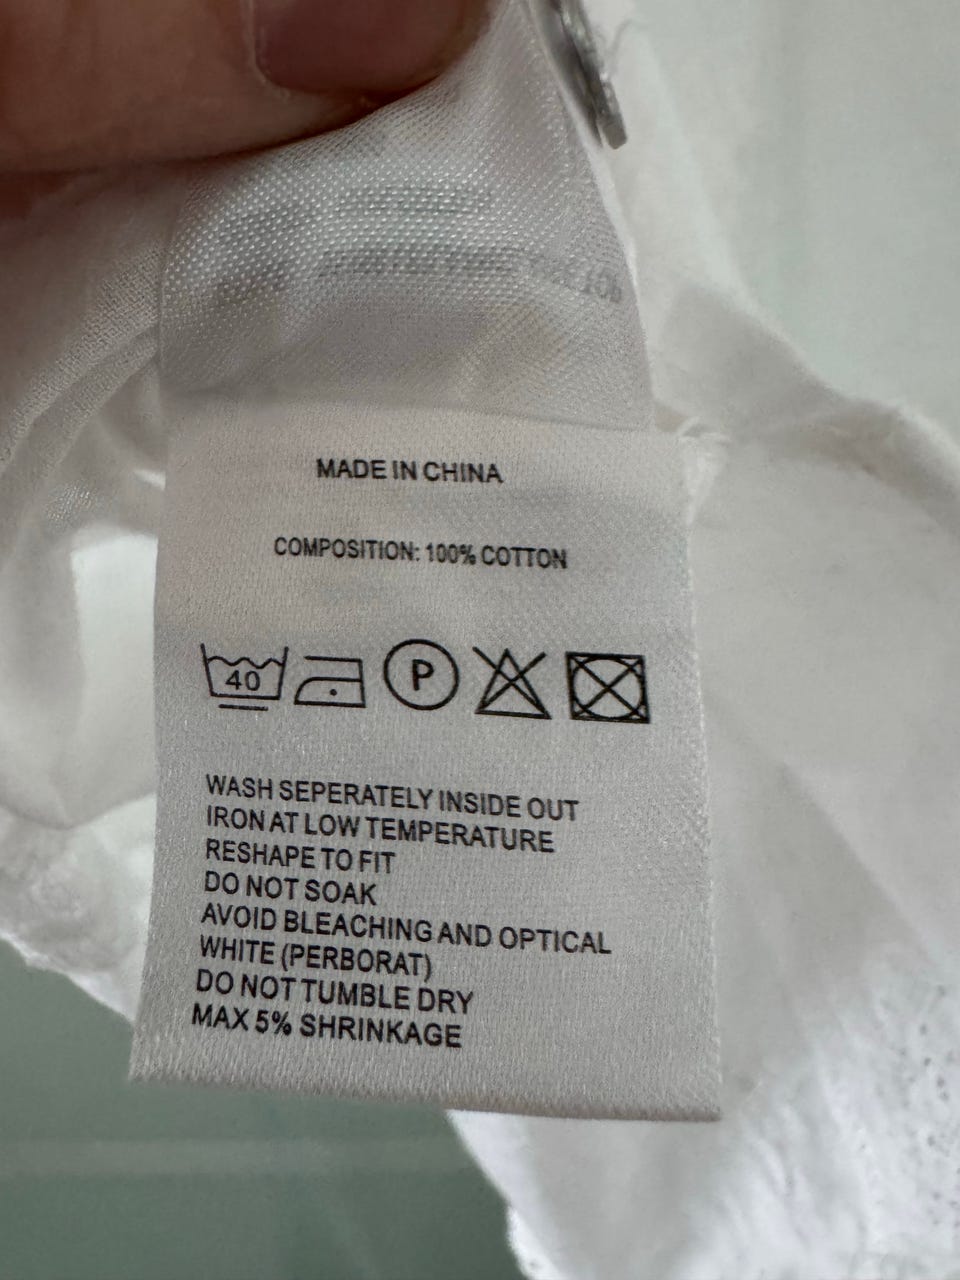 MADE IN CHINA
COMPOSITION: 100% COTTON
40
P
WASH SEPERATELY INSIDE OUT
IRON AT LOW TEMPERATURE
RESHAPE TO FIT
DO NOT SOAK
AVOID BLEACHING AND OPTICAL
WHITE (PERBORAT)
DO NOT TUMBLE DRY
MAX 5% SHRINKAGE